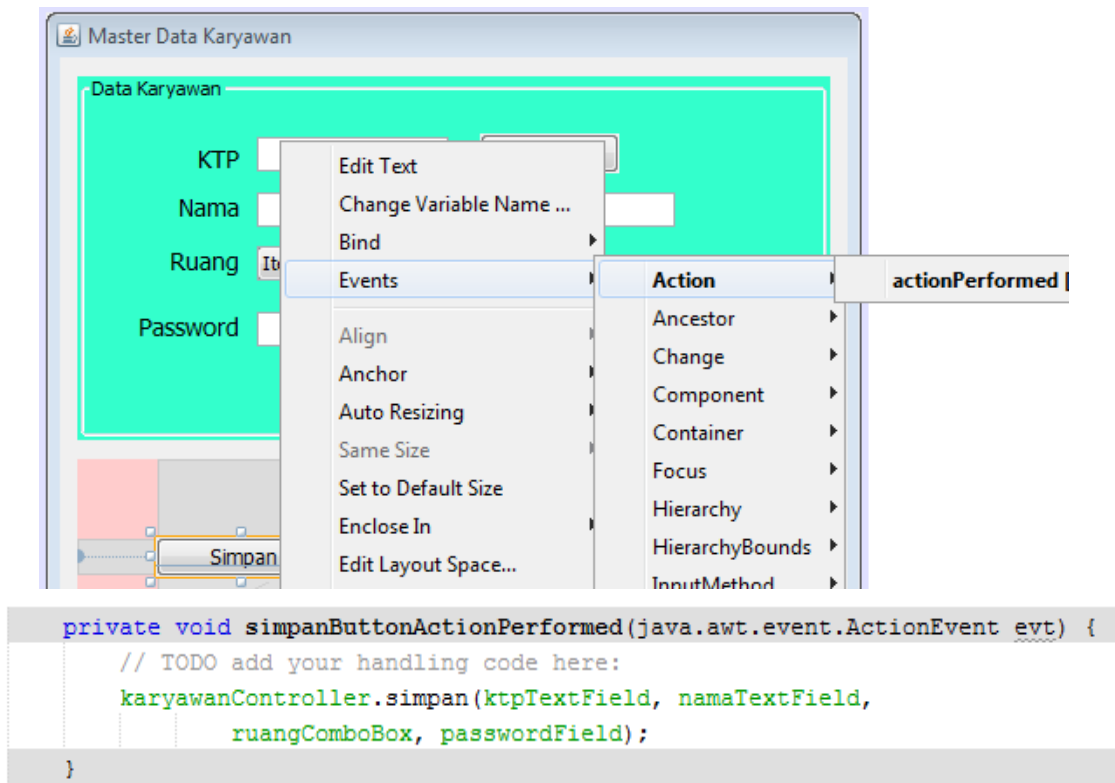 Master Data Karyawan
Data Karyawan
KTP
Nama
Ruang
Password
Simpan
Edit Text
Change Variable Name ...
Bind
Events
Align
Anchor
Auto Resizing
Same Size
Set to Default Size
Enclose In
Edit Layout Space...
Action
Ancestor
Change
Component
Container
Focus
Hierarchy
HierarchyBounds
InputMethod
actionPerformed [
private void simpanButtonActionPerformed(java.awt.event.ActionEvent evt) {
// TODO add your handling code here:
karyawanController.simpan(ktpTextField, namaTextField,
ruangComboBox, passwordField);
}